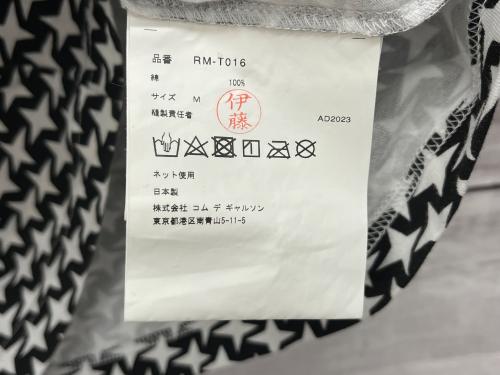 品番 RM-T016
綿 100%
サイズ M
縫製責任者 伊藤 AD2023
ネット使用
日本製
株式会社 コム デ ギャルソン
東京都港区南青山5-11-5